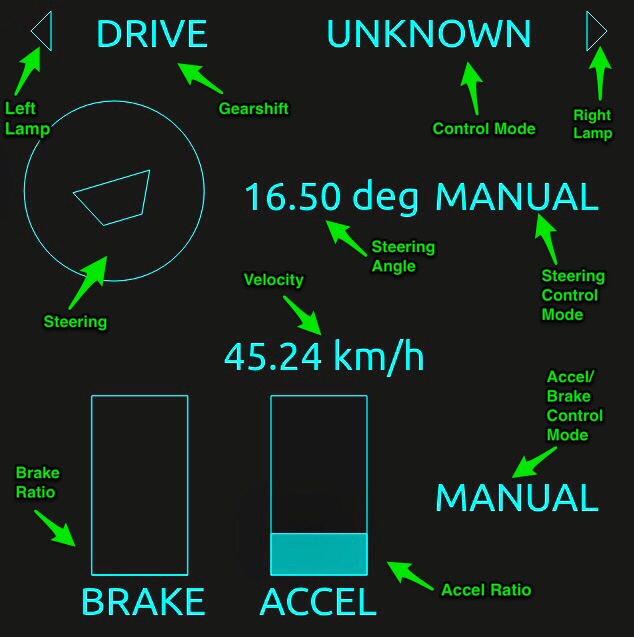 DRIVE
UNKNOWN
Left
Lamp
Gearshift
Control Mode
Right
Lamp
16.50 deg
MANUAL
Steering
Angle
Steering
Control
Mode
Steering
Velocity
45.24 km/h
Accel/
Brake
Control
Mode
Brake
Ratio
MANUAL
Accel Ratio
BRAKE
ACCEL